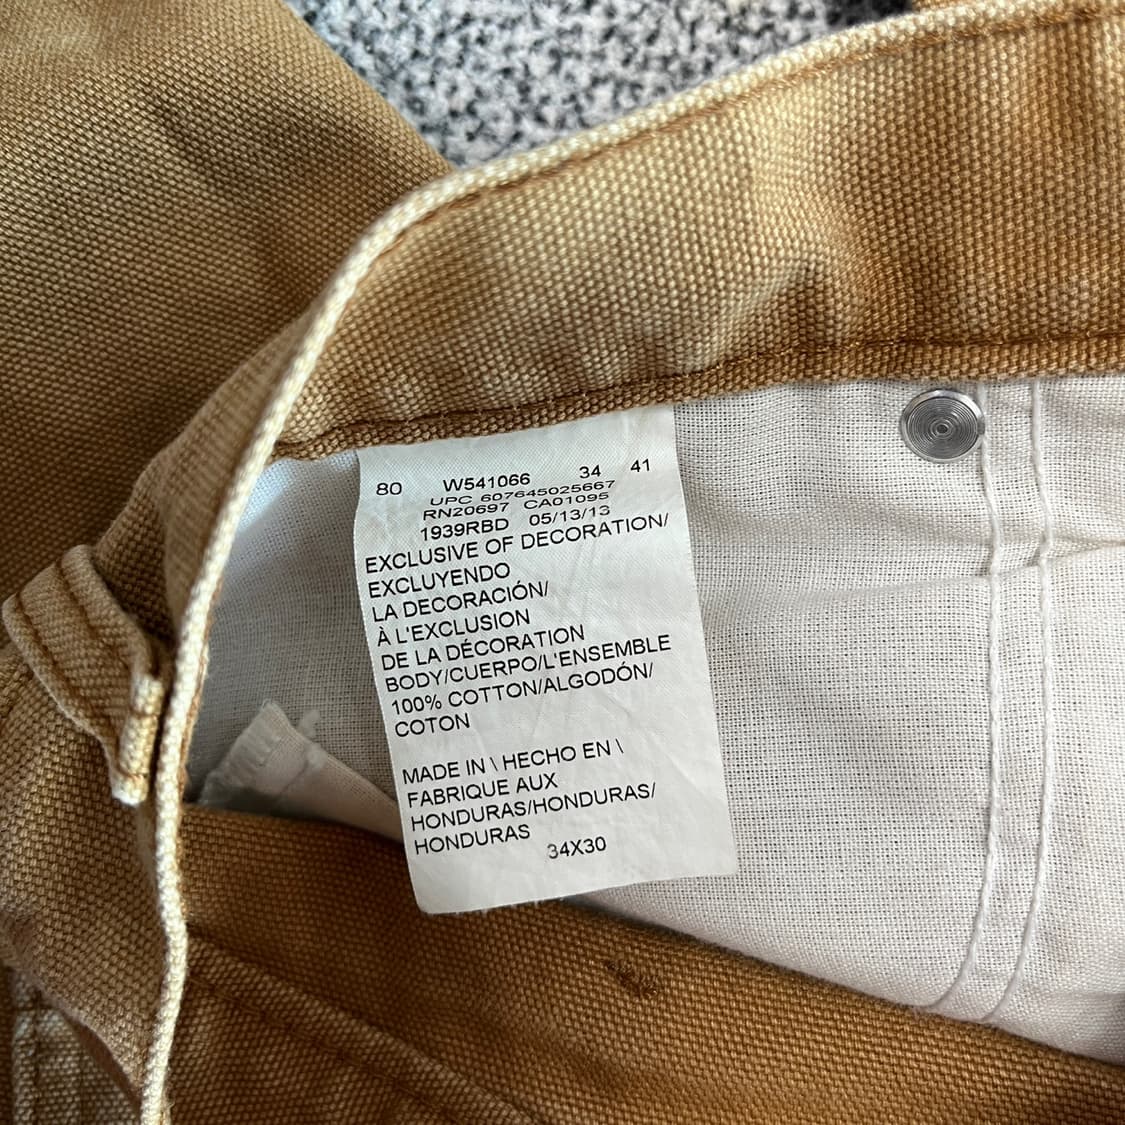 80 W541066 34 41
UPC 607645025667
RN20697 CA01095
1939RBD 05/13/13
EXCLUSIVE OF DECORATION/
EXCLUYENDO
LA DECORACIÓN/
À L'EXCLUSION
DE LA DÉCORATION
BODY/CUERPO/L'ENSEMBLE
100% COTTON/ALGODÓN/
COTON
MADE IN \ HECHO EN \
FABRIQUE AUX
HONDURAS/HONDURAS/
HONDURAS
34X30